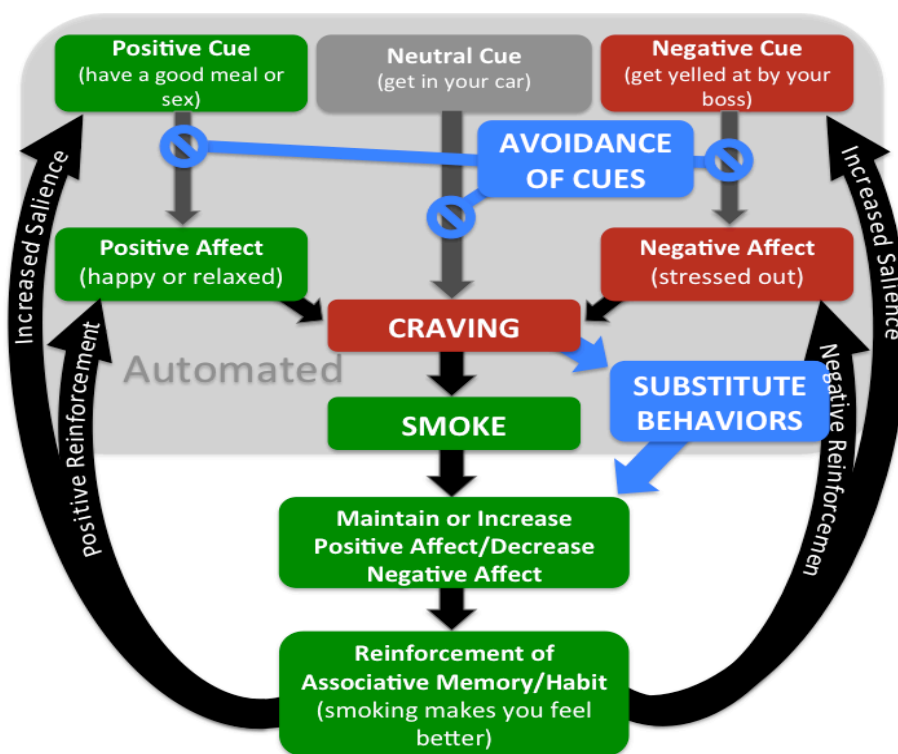 Positive Cue
(have a good meal or
sex)
Neutral Cue
(get in your car)
Negative Cue
(get yelled at by your
boss)
AVOIDANCE
OF CUES
Increased Salience
Increased Salience
Positive Affect
(happy or relaxed)
Negative Affect
(stressed out)
CRAVING
Automated
SUBSTITUTE
BEHAVIORS
SMOKE
Positive Reinforcement
Negative Reinforcemen
Maintain or Increase
Positive Affect/Decrease
Negative Affect
Reinforcement of
Associative Memory/Habit
(smoking makes you feel
better)